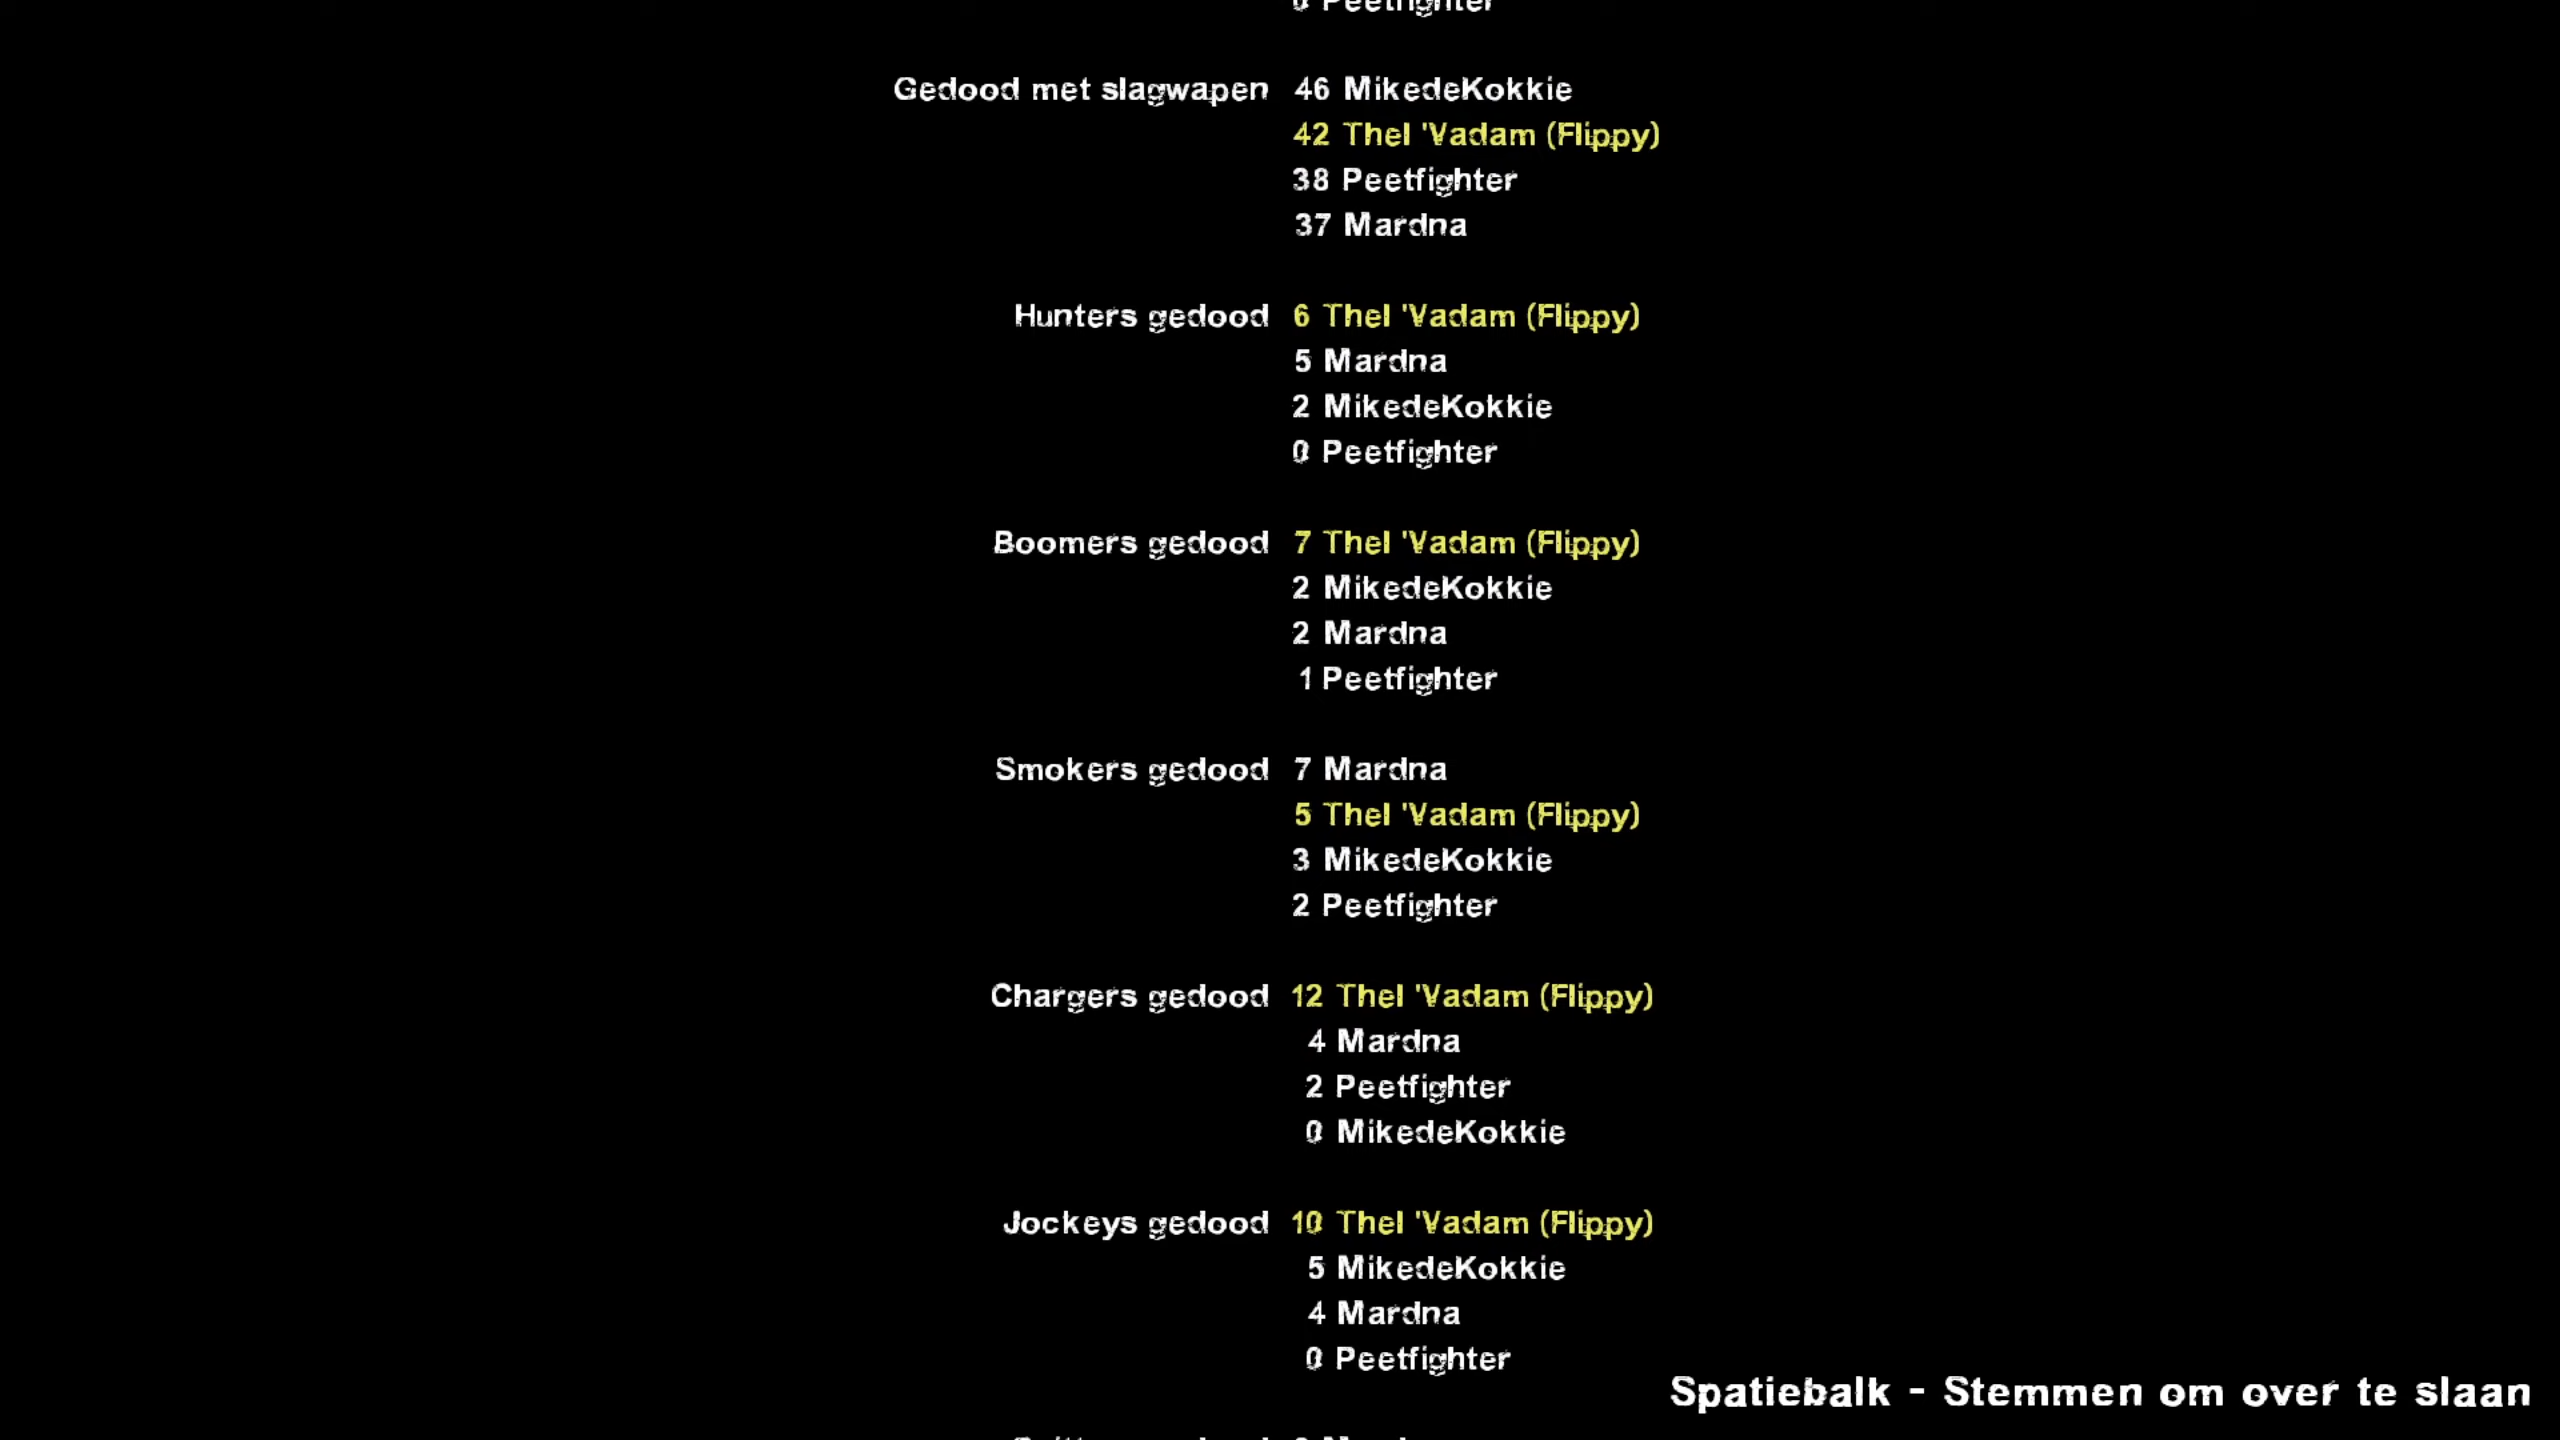 0 Peetfighter
Gedood met slagwapen 46 MikedeKokkie
42 Thel 'Vadam (Flippy)
38 Peetfighter
37 Mardna
Hunters gedood 6 Thel 'Vadam (Flippy)
5 Mardna
2 MikedeKokkie
0 Peetfighter
Boomers gedood 7 Thel 'Vadam (Flippy)
2 MikedeKokkie
2 Mardna
1 Peetfighter
Smokers gedood 7 Mardna
5 Thel 'Vadam (Flippy)
3 MikedeKokkie
2 Peetfighter
Chargers gedood 12 Thel 'Vadam (Flippy)
4 Mardna
2 Peetfighter
0 MikedeKokkie
Jockeys gedood 10 Thel 'Vadam (Flippy)
5 MikedeKokkie
4 Mardna
0 Peetfighter
Spatiebalk - Stemmen om over te slaan